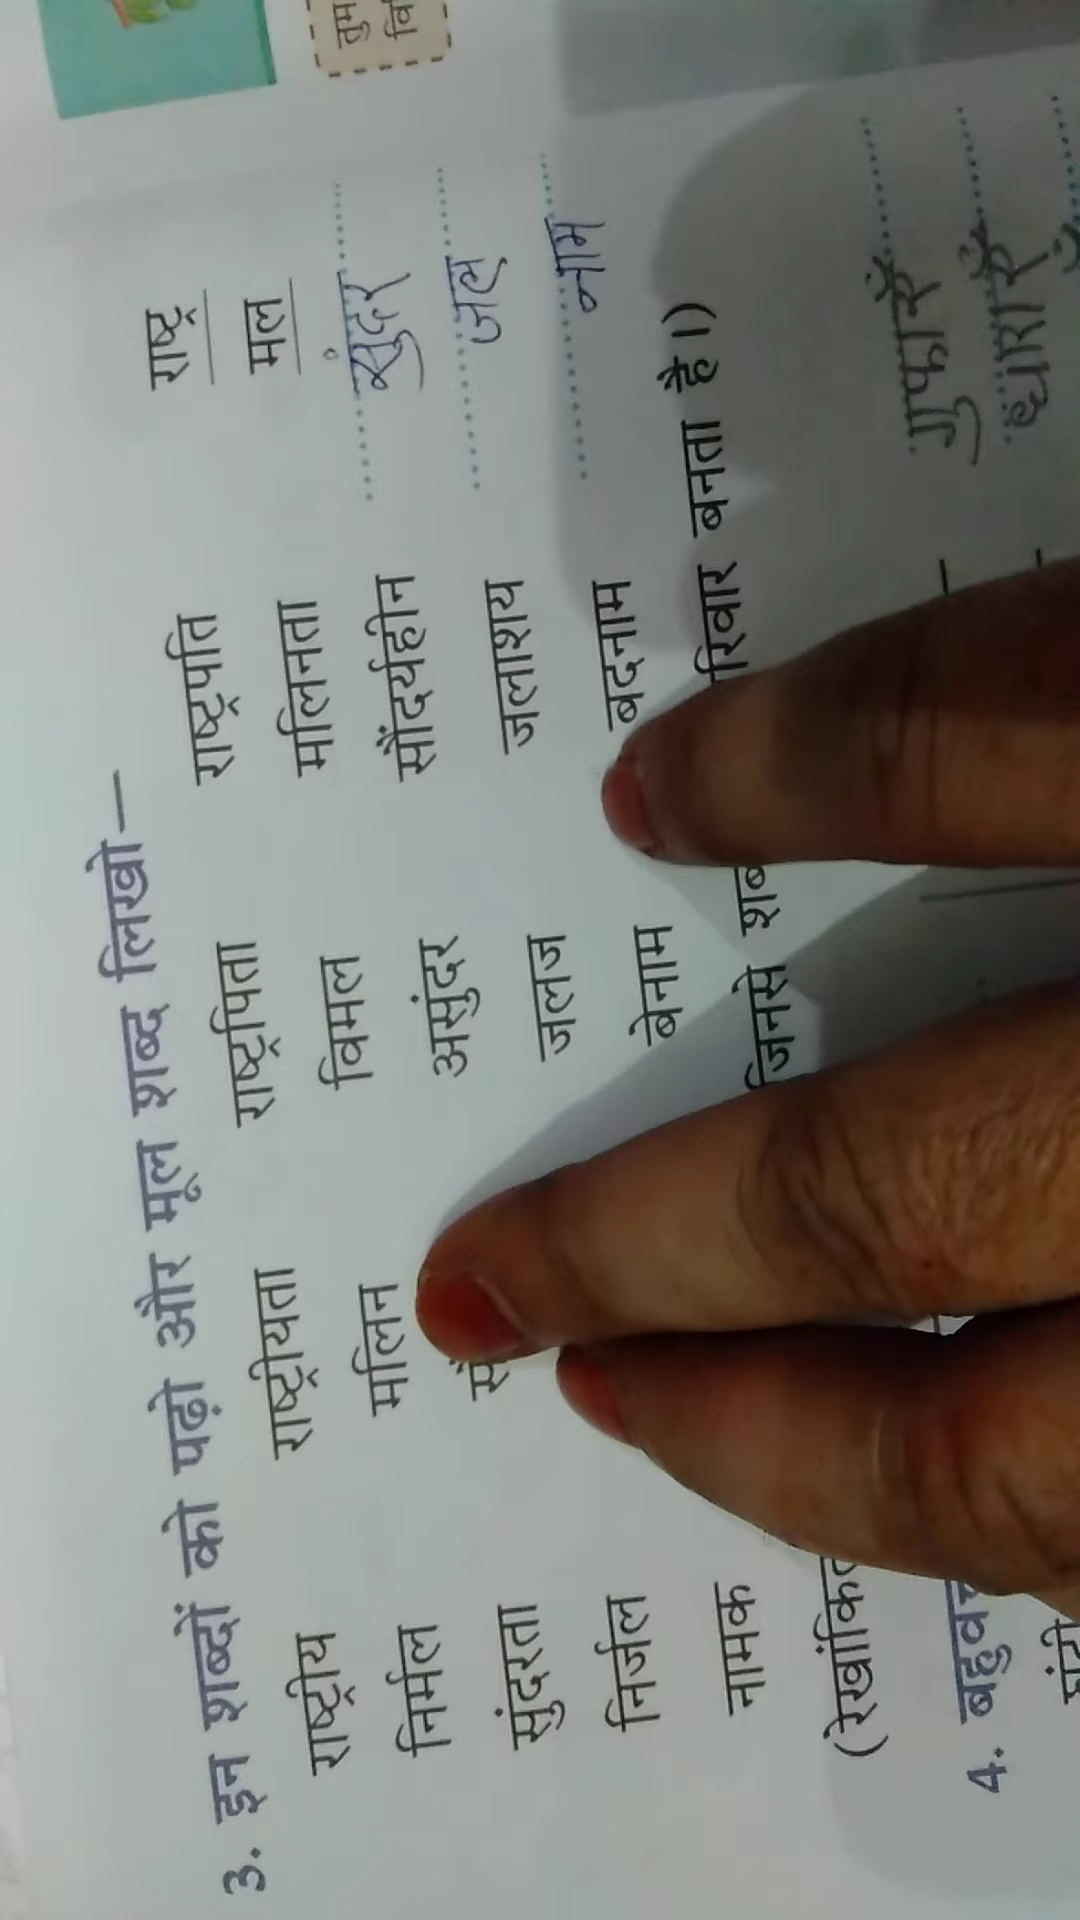 तुम
वि
3. इन शब्दों को पढ़ो और मूल शब्द लिखो—
राष्ट्रीय राष्ट्रीयता राष्ट्रपिता राष्ट्रपति राष्ट्र
निर्मल मलिन विमल मलिनता मल
सुंदरता असुंदर सौंदर्यहीन सुंदर
निर्जल जलज जलाशय जल
नामक बेनाम बदनाम नाम
(रेखांकित जिनसे बनता है।)
4.
गुफाएँ
धाराएँ